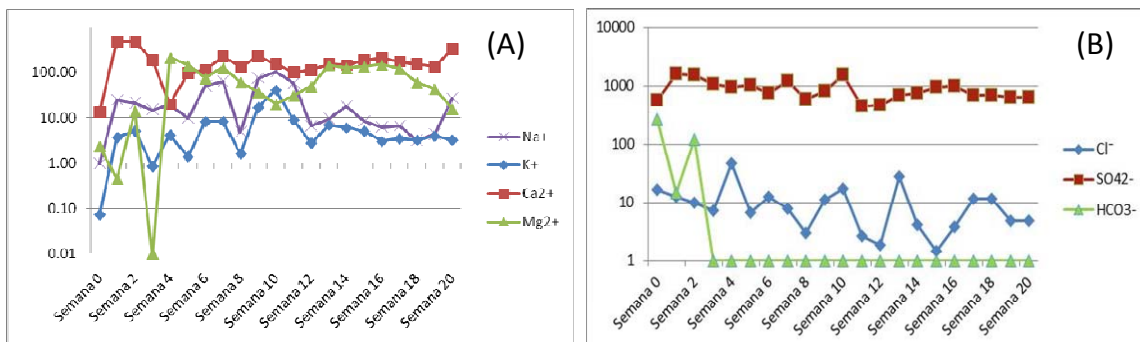 (A)
100.00
10.00
1.00
0.10
0.01
Semana 0
Semana 2
Semana 4
Semana 6
Semana 8
Semana 10
Semana 12
Semana 14
Semana 16
Semana 18
Semana 20
Na+
K+
Ca2+
Mg2+
(B)
10000
1000
100
10
1
Semana 0
Semana 2
Semana 4
Semana 6
Semana 8
Semana 10
Semana 12
Semana 14
Semana 16
Semana 18
Semana 20
Cl⁻
SO42-
HCO3-